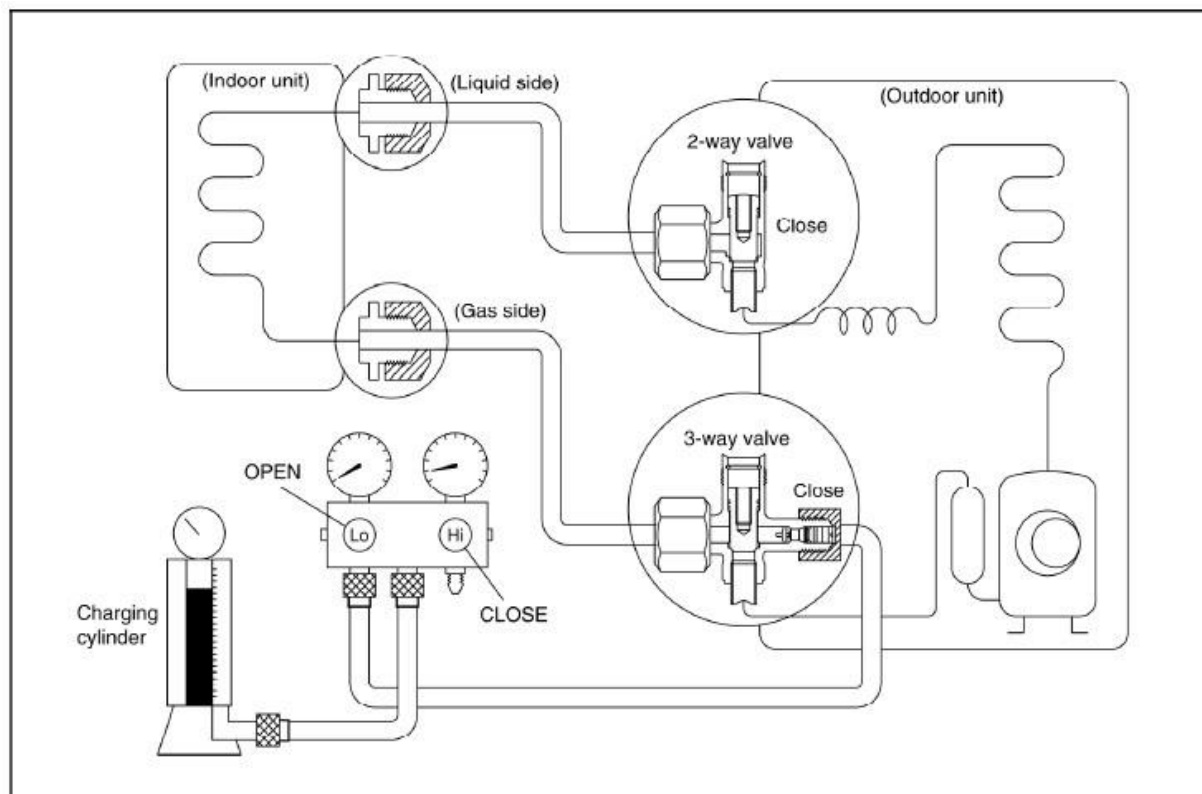 (Indoor unit)
(Liquid side)
(Outdoor unit)
2-way valve
Close
(Gas side)
3-way valve
Close
OPEN
Lo
Hi
CLOSE
Charging
cylinder